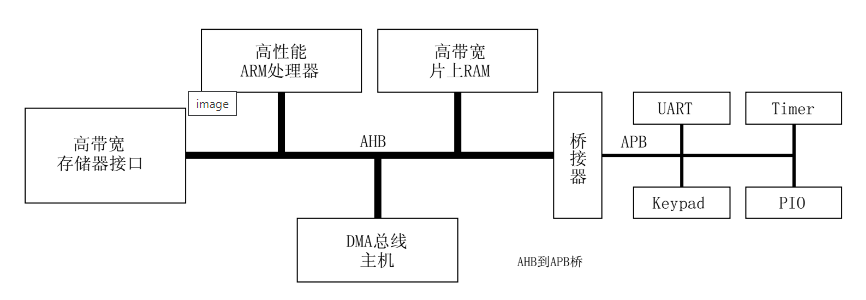 高性能
ARM处理器
高带宽
片上RAM
image
高带宽
存储器接口
AHB
桥
接
器
APB
UART
Timer
Keypad
PIO
DMA总线
主机
AHB到APB桥